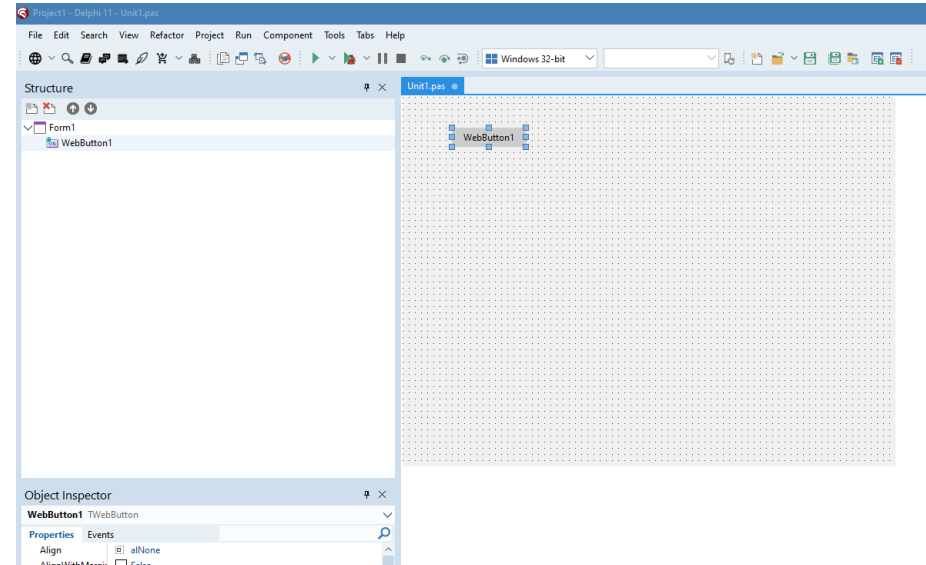 Project1 - Delphi 11 - Unit1.pas
File Edit Search View Refactor Project Run Component Tools Tabs Help
Windows 32-bit
Structure
Unit1.pas
Form1
WebButton1
WebButton1
Object Inspector
WebButton1 TWebButton
Properties Events
Align alNone
False